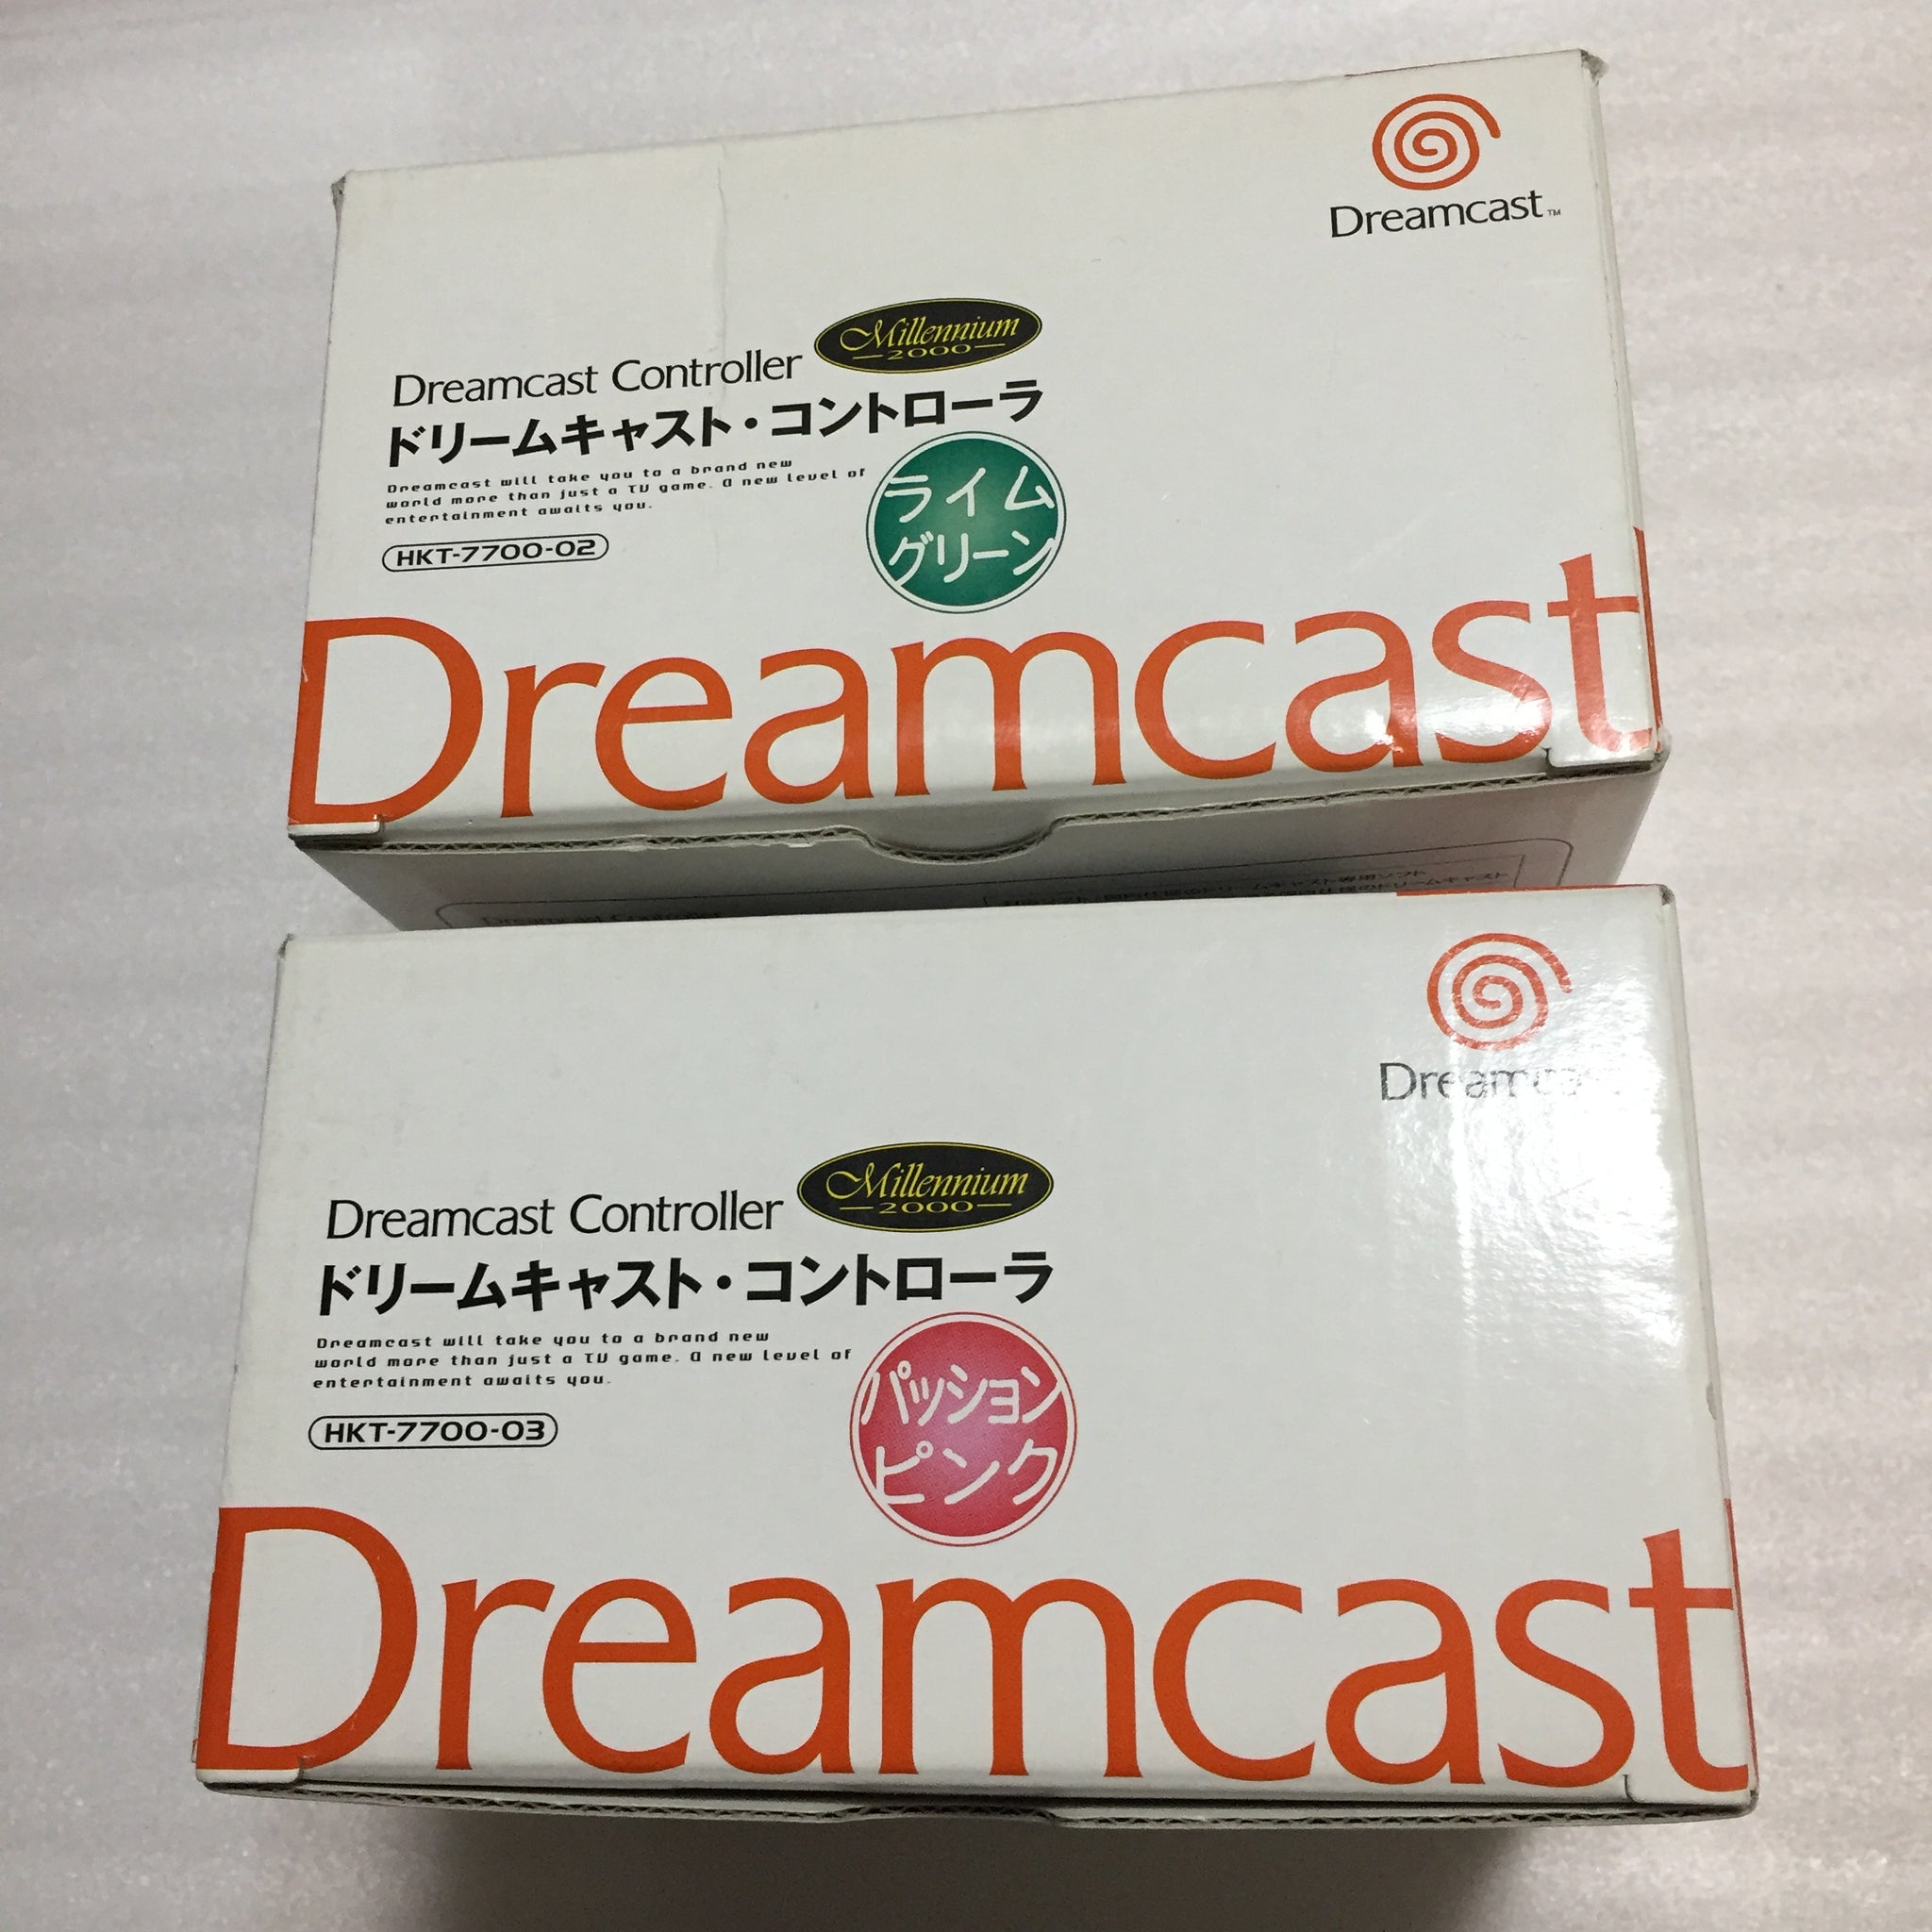 Dreamcast™
Millennium
2000
Dreamcast Controller
ドリームキャスト・コントローラ
Dreamcast will take you to a brand new
world more than just a TV game. A new level of
entertainment awaits you.
ライム
グリーン
HKT-7700-02
Dreamcast
Dreamcast Controller
Dreamcast
Millennium
2000
Dreamcast Controller
ドリームキャスト・コントローラ
Dreamcast will take you to a brand new
world more than just a TV game. A new level of
entertainment awaits you.
パッション
ピンク
HKT-7700-03
Dreamcast